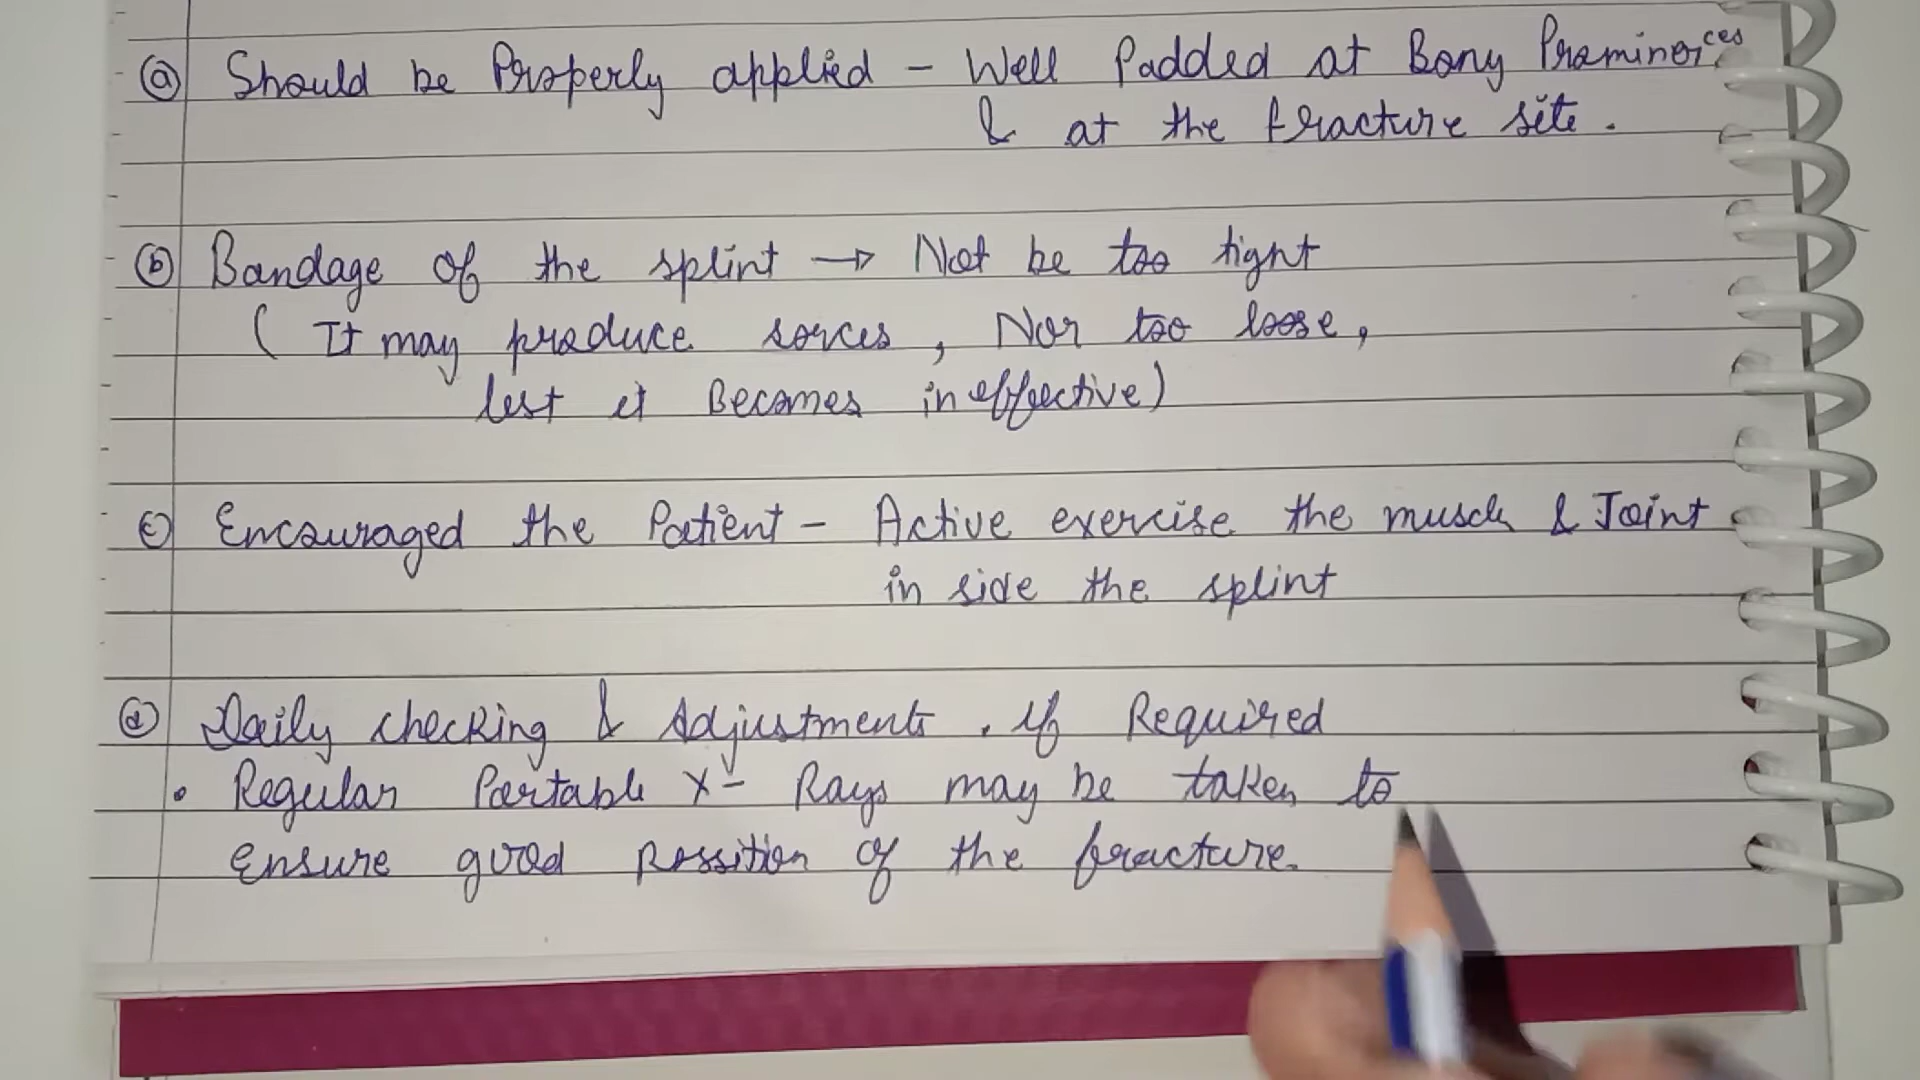 (a) Should be Properly applied - Well Padded at Bony Prominences
& at the fracture site.
(b) Bandage of the splint → Not be too tight
( It may produce sorces, Nor too loose,
lest it Becomes in effective)
(c) Encouraged the Patient - Active exercise the muscle & Joint
in side the splint
(d) Daily checking & Adjustments. If Required
• Regular Portable X- Rays may be taken to
Ensure good Possition of the fracture.